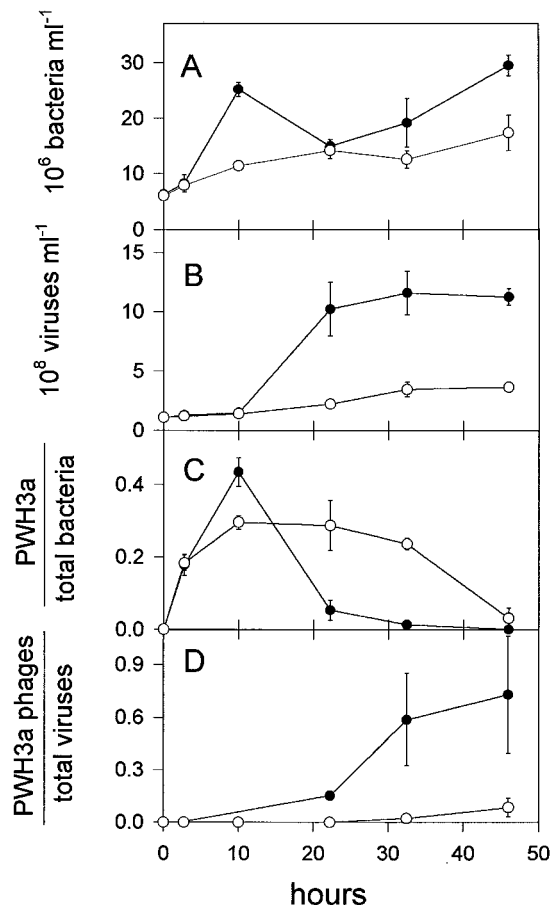 A
10⁶ bacteria ml⁻¹
30
20
10
0
B
10⁸ viruses ml⁻¹
15
10
5
0
C
PWH3a
total bacteria
0.4
0.2
0.0
D
PWH3a phages
total viruses
0.9
0.6
0.3
0.0
0 10 20 30 40 50
hours